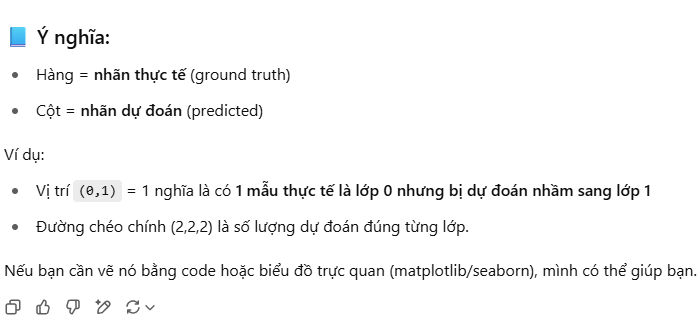 Ý nghĩa:
Hàng = nhãn thực tế (ground truth)
Cột = nhãn dự đoán (predicted)
Ví dụ:
Vị trí (0,1) = 1 nghĩa là có 1 mẫu thực tế là lớp 0 nhưng bị dự đoán nhầm sang lớp 1
Đường chéo chính (2,2,2) là số lượng dự đoán đúng từng lớp.
Nếu bạn cần vẽ nó bằng code hoặc biểu đồ trực quan (matplotlib/seaborn), mình có thể giúp bạn.